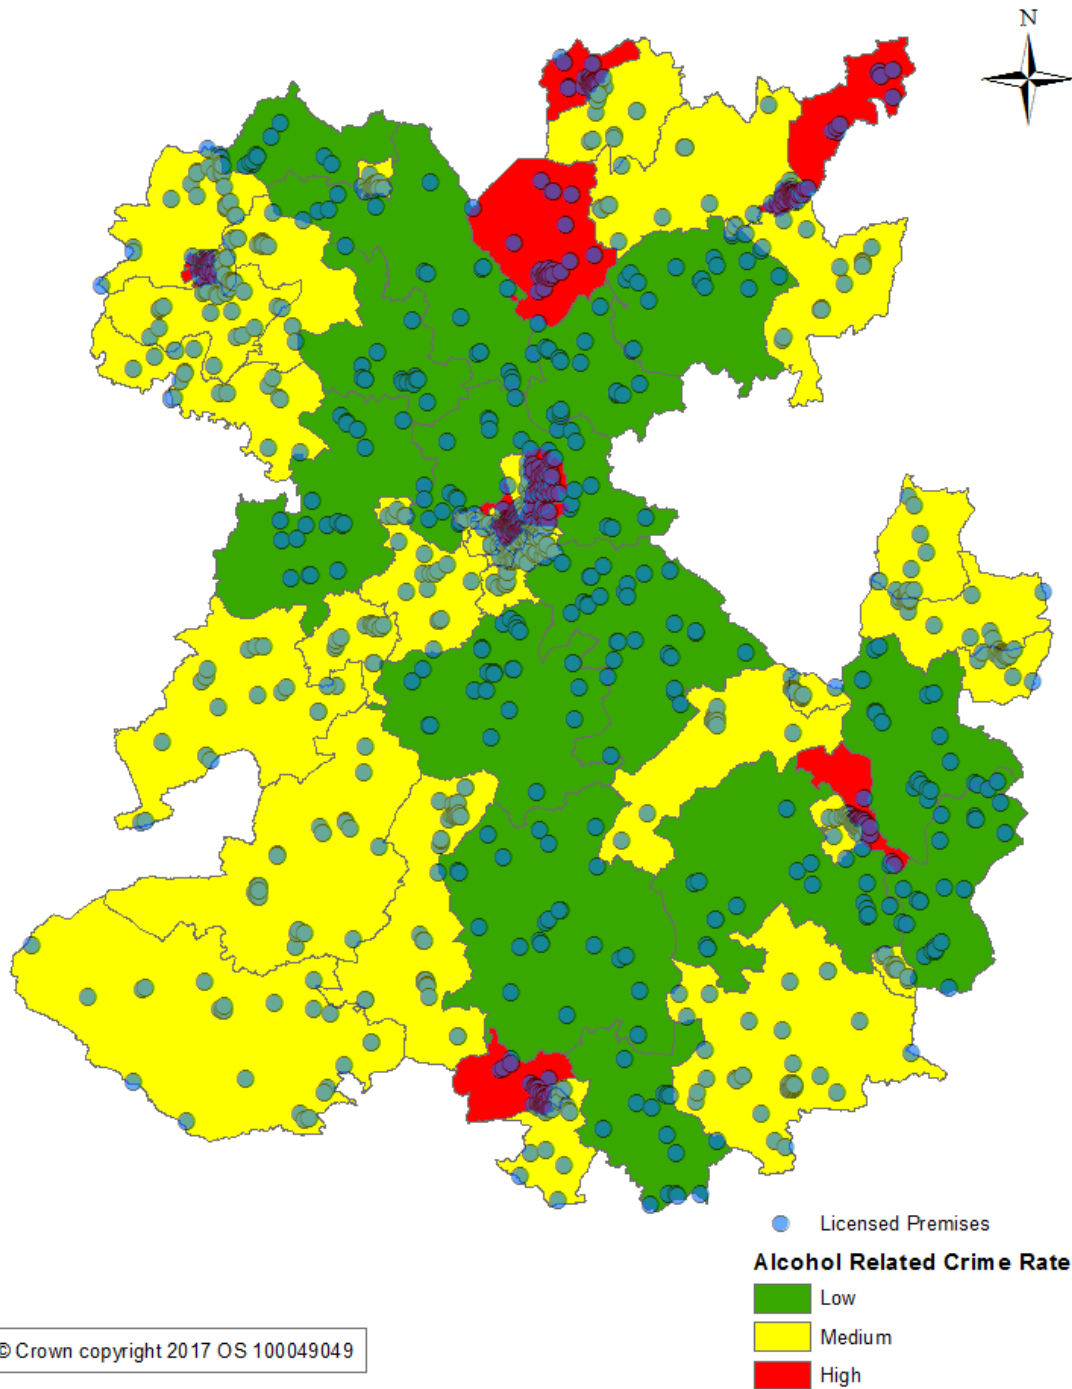 N
Licensed Premises
Alcohol Related Crime Rate
Low
Medium
© Crown copyright 2017 OS 100049049
High